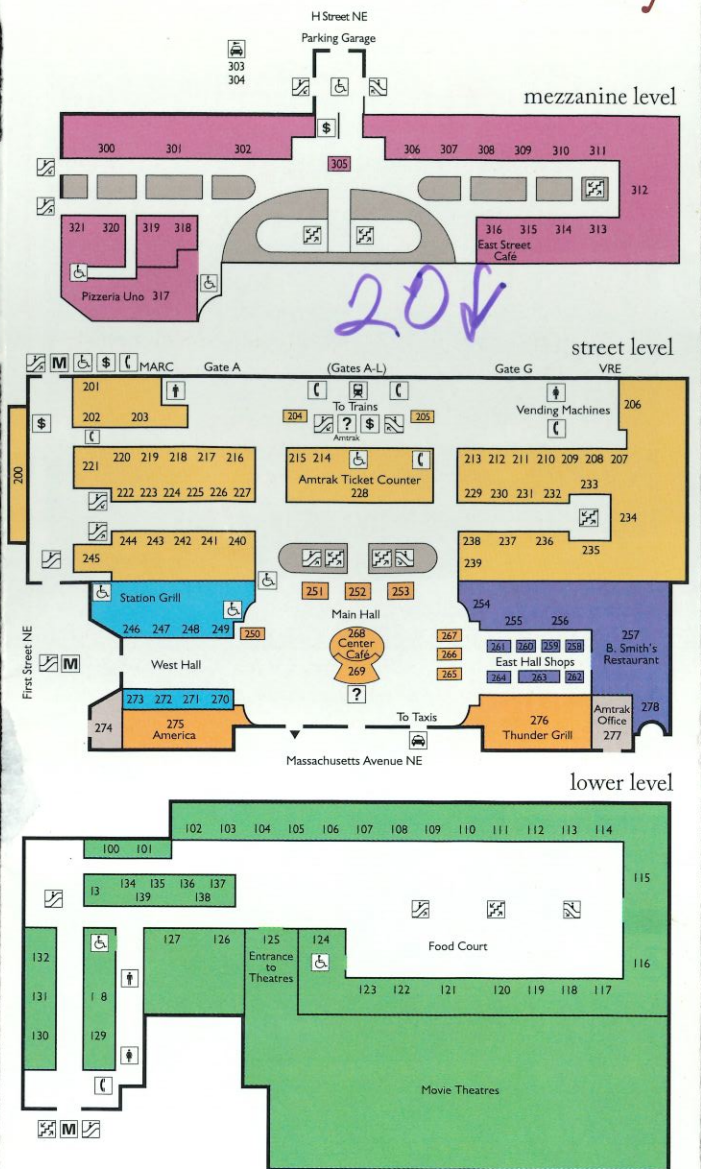 H Street NE
Parking Garage
303
304
mezzanine level
$
300 301 302
305
306 307 308 309 310 311
312
321 320 319 318
316 315 314 313
East Street
Café
Pizzeria Uno 317
20
street level
M $ MARC Gate A (Gates A-L) Gate G VRE
201
To Trains
Vending Machines
206
202 203
204 ? $ 205
Amtrak
$
200
221 220 219 218 217 216
215 214
213 212 211 210 209 208 207
Amtrak Ticket Counter
228
222 223 224 225 226 227
229 230 231 232 233
234
244 243 242 241 240
238 237 236 235
245
239
251 252 253
Station Grill
254
Main Hall
255 256
246 247 248 249 250
268
Center
Café
269
267
266
265
257
B. Smith's
Restaurant
261 260 259 258
East Hall Shops
264 263 262
First Street NE
M
West Hall
?
273 272 271 270
274
275
America
To Taxis
276
Thunder Grill
Amtrak
Office
277
278
Massachusetts Avenue NE
lower level
102 103 104 105 106 107 108 109 110 111 112 113 114
100 101
115
13 134 135 136 137
139 138
127 126 125 124
Entrance
to
Theatres
Food Court
116
132
131
130
1 8
129
123 122 121 120 119 118 117
Movie Theatres
M